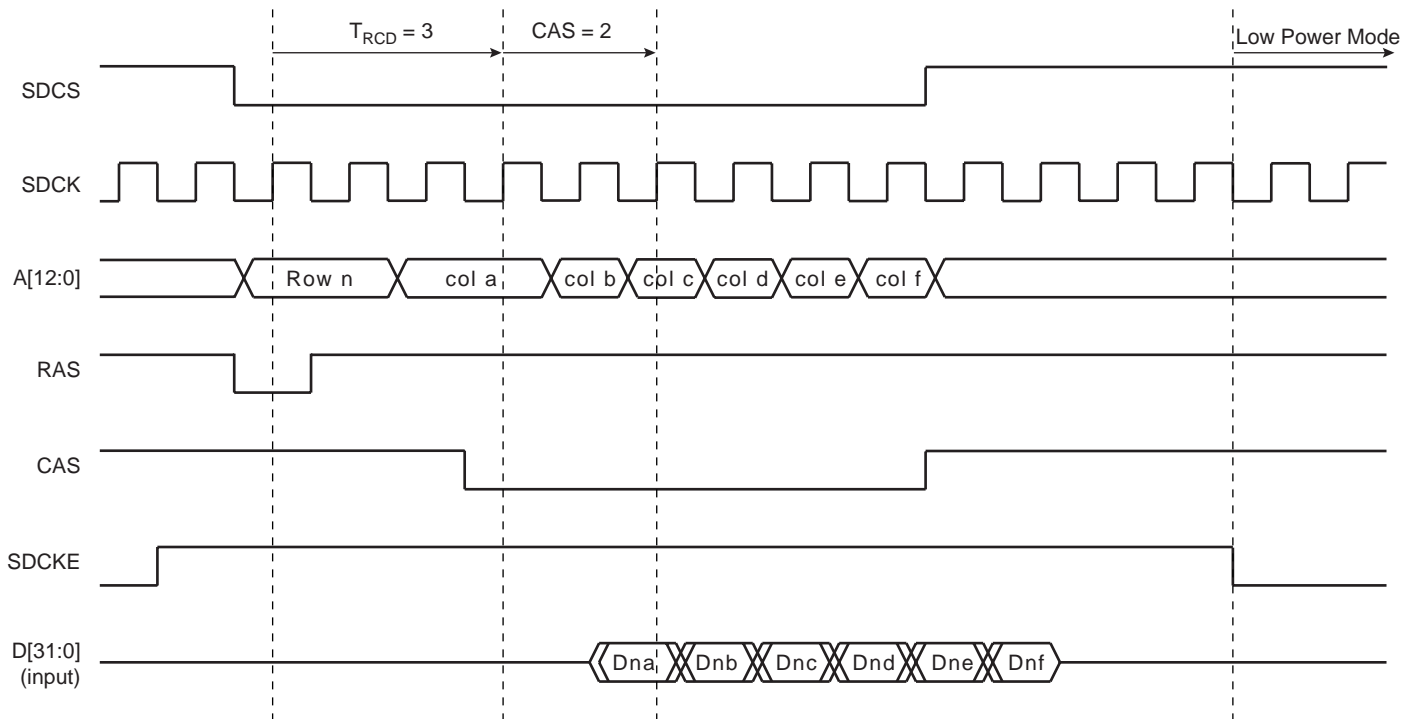 T_RCD = 3
CAS = 2
Low Power Mode
SDCS
SDCK
A[12:0]
Row n
col a
col b
col c
col d
col e
col f
RAS
CAS
SDCKE
D[31:0]
(input)
Dna
Dnb
Dnc
Dnd
Dne
Dnf